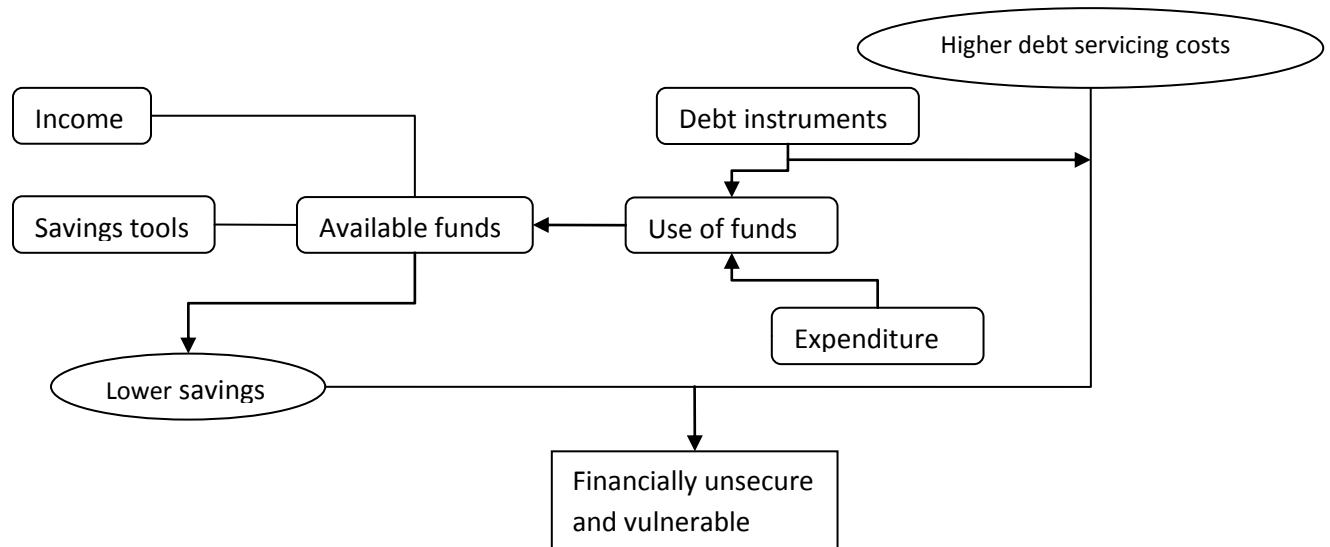 Higher debt servicing costs
Income
Debt instruments
Savings tools
Available funds
Use of funds
Expenditure
Lower savings
Financially unsecure
and vulnerable